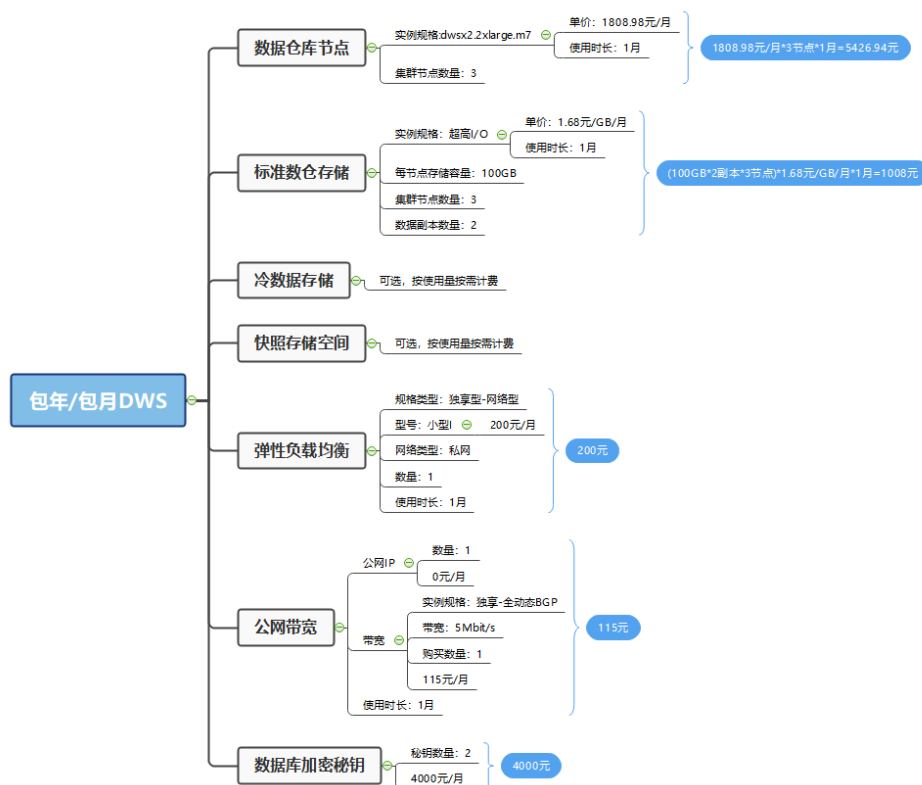 包年/包月DWS
数据仓库节点
实例规格:dwsx2.2xlarge.m7
单价：1808.98元/月
使用时长：1月
集群节点数量：3
1808.98元/月*3节点*1月=5426.94元
标准数仓存储
实例规格：超高I/O
单价：1.68元/GB/月
使用时长：1月
每节点存储容量：100GB
集群节点数量：3
数据副本数量：2
(100GB*2副本*3节点)*1.68元/GB/月*1月=1008元
冷数据存储
可选，按使用量按需计费
快照存储空间
可选，按使用量按需计费
弹性负载均衡
规格类型：独享型-网络型
型号：小型I
200元/月
网络类型：私网
数量：1
使用时长：1月
200元
公网带宽
公网IP
数量：1
0元/月
带宽
实例规格：独享-全动态BGP
带宽：5Mbit/s
购买数量：1
115元/月
使用时长：1月
115元
数据库加密秘钥
秘钥数量：2
4000元/月
4000元